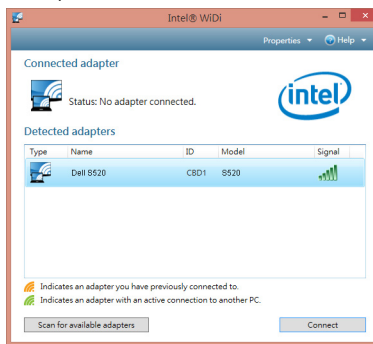 Intel® WiDi
Properties Help
Connected adapter
Status: No adapter connected.
intel
Detected adapters
Type Name ID Model Signal
Dell S520 CBD1 S520
Indicates an adapter you have previously connected to.
Indicates an adapter with an active connection to another PC.
Scan for available adapters Connect